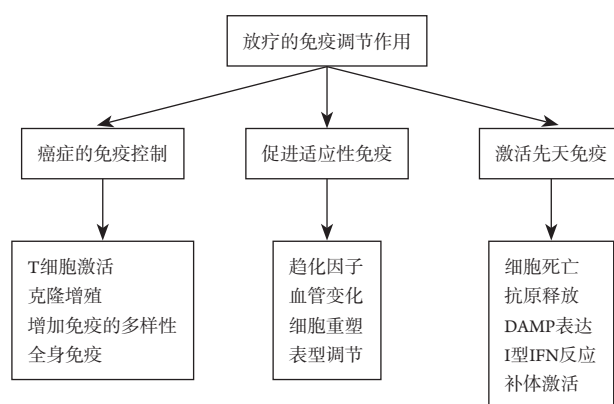 放疗的免疫调节作用
癌症的免疫控制
促进适应性免疫
激活先天免疫
T细胞激活
克隆增殖
增加免疫的多样性
全身免疫
趋化因子
血管变化
细胞重塑
表型调节
细胞死亡
抗原释放
DAMP表达
I型IFN反应
补体激活